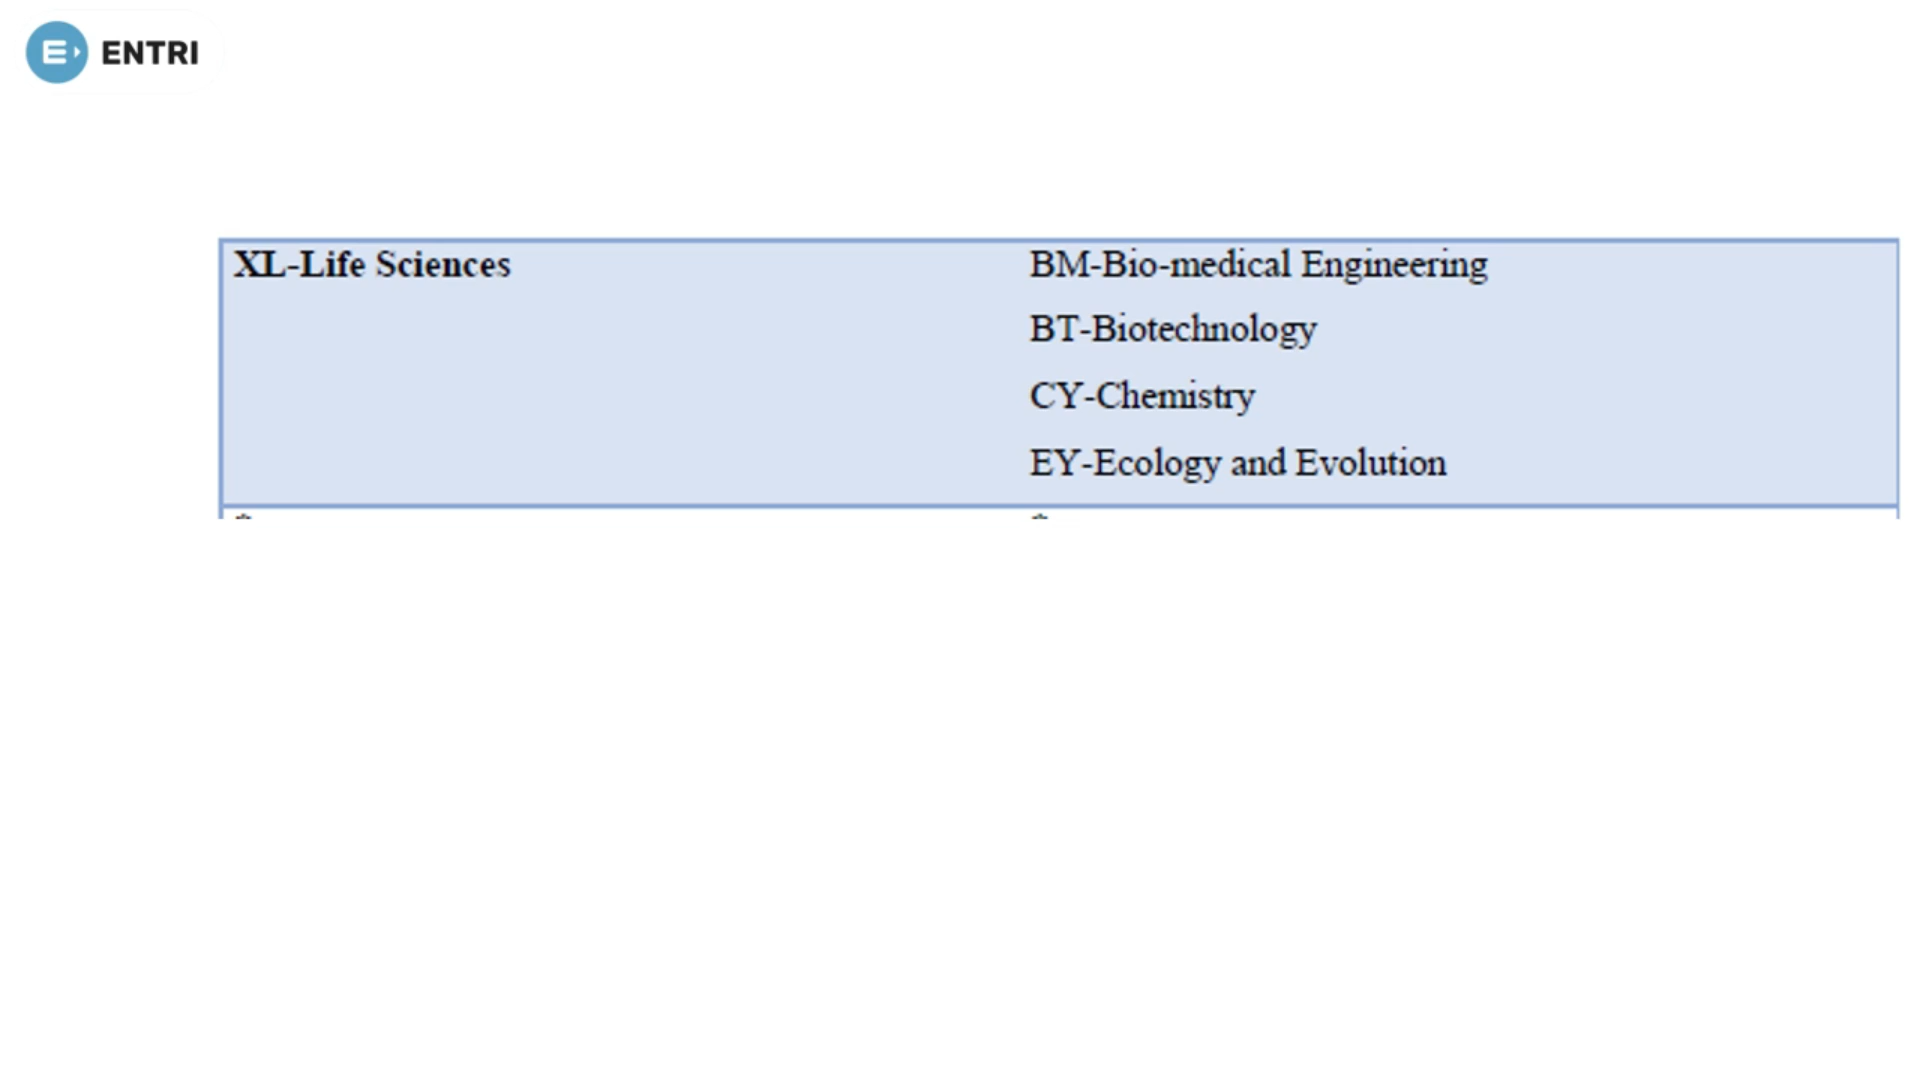 ENTRI
XL-Life Sciences
BM-Bio-medical Engineering
BT-Biotechnology
CY-Chemistry
EY-Ecology and Evolution